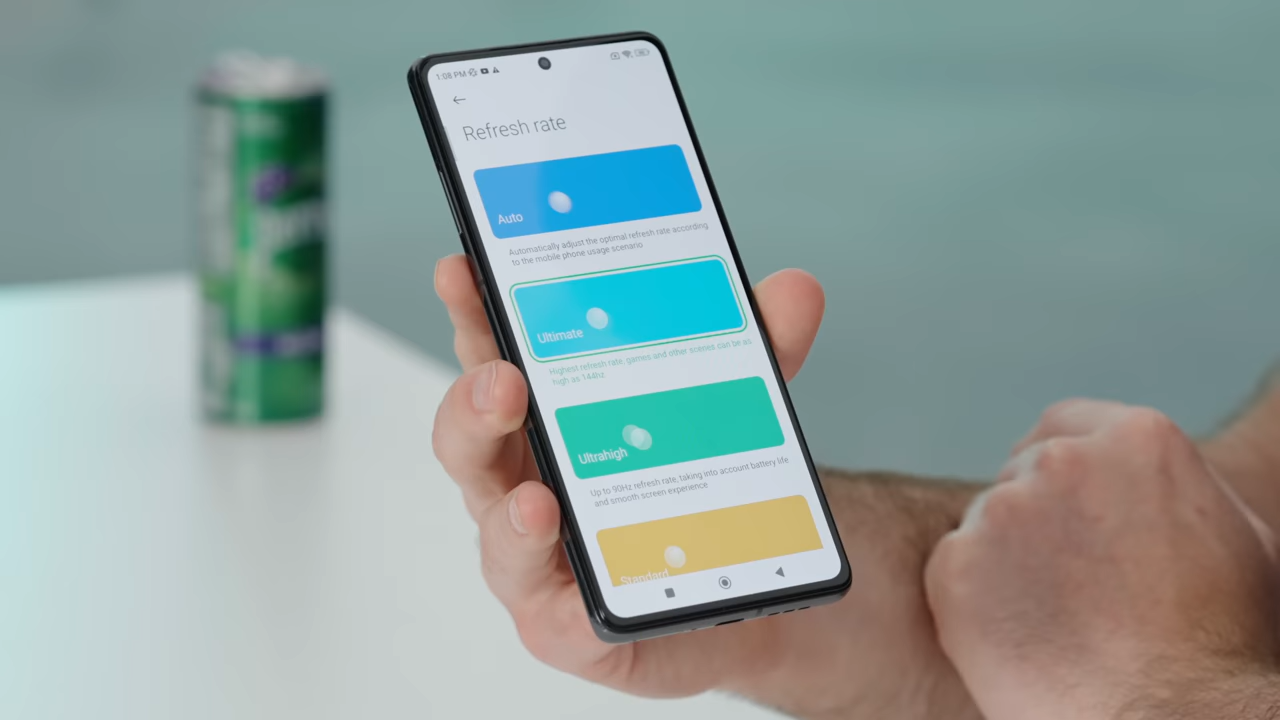 1:08 PM
Refresh rate
Auto
Automatically adjust the optimal refresh rate according
to the mobile phone usage scenario
Ultimate
Highest refresh rate, games and other scenes can be as
high as 144hz
Ultrahigh
Up to 90Hz refresh rate, taking into account battery life
and smooth screen experience
Standard